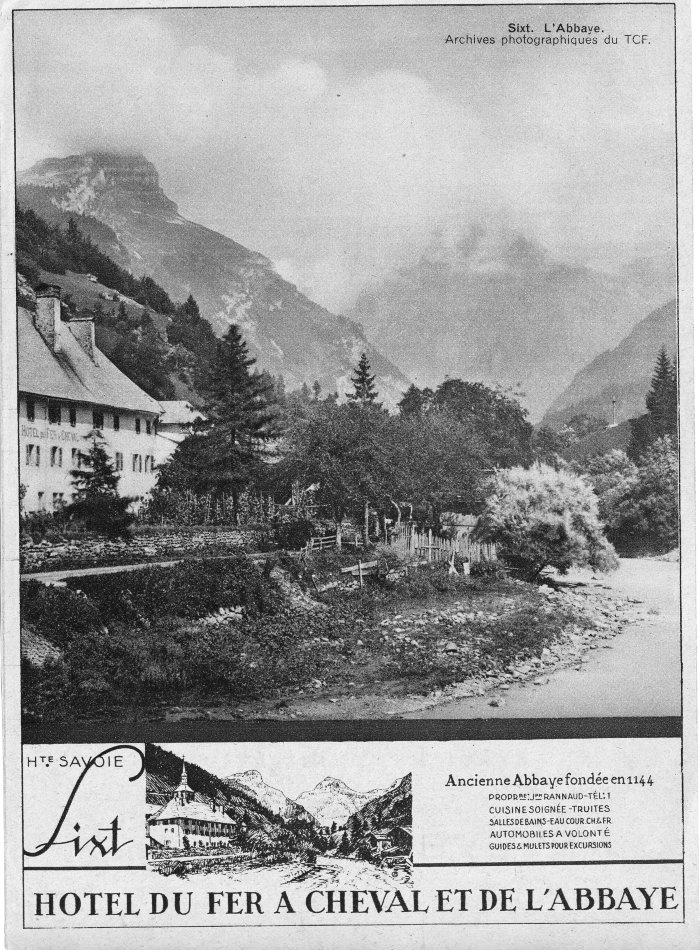 Sixt. L'Abbaye.
Archives photographiques du TCF.
HOTEL DU FER A CHEVAL
HTE SAVOIE
Sixt
Ancienne Abbaye fondée en 1144
PROPRRE: JPH RANNAUD - TÉL: 1
CUISINE SOIGNÉE - TRUITES
SALLES DE BAINS - EAU COUR. CH & FR
AUTOMOBILES A VOLONTÉ
GUIDES & MULETS POUR EXCURSIONS
HOTEL DU FER A CHEVAL ET DE L'ABBAYE